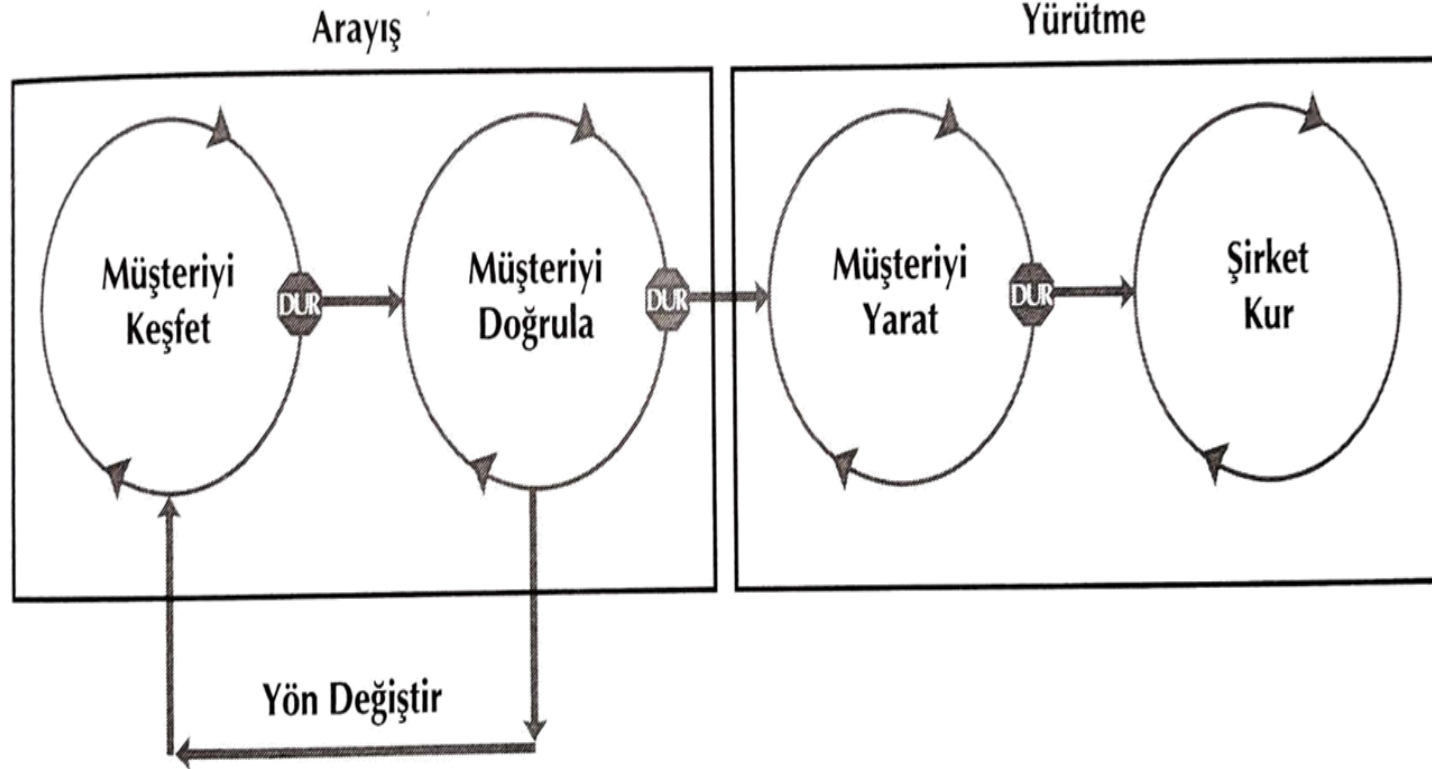 Arayış
Yürütme
Müşteriyi
Keşfet
DUR
Müşteriyi
Doğrula
DUR
Müşteriyi
Yarat
DUR
Şirket
Kur
Yön Değiştir